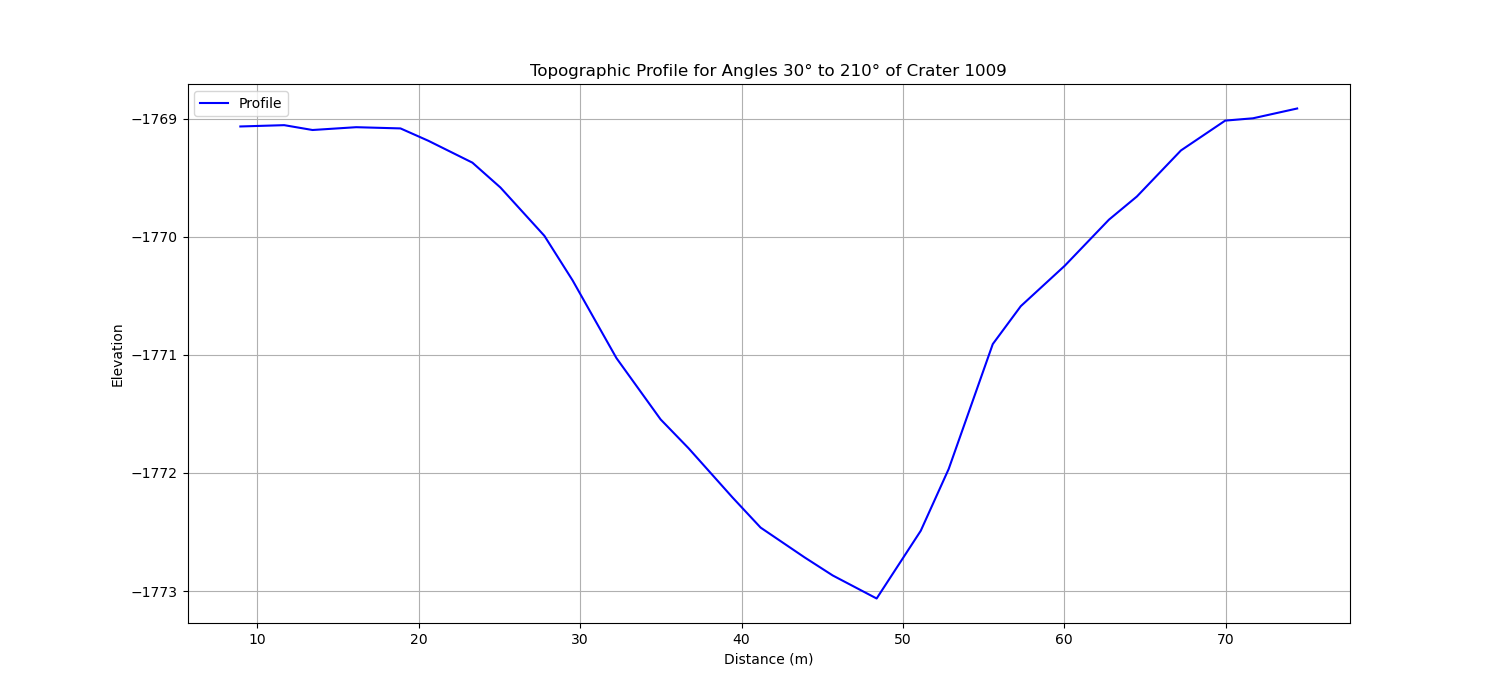 Topographic Profile for Angles 30° to 210° of Crater 1009
Profile
Elevation
−1769
−1770
−1771
−1772
−1773
10 20 30 40 50 60 70
Distance (m)